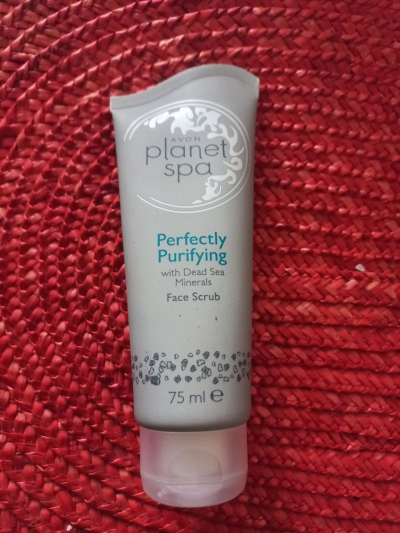 AVON
planet
spa
Perfectly
Purifying
with Dead Sea
Minerals
Face Scrub
75 ml e